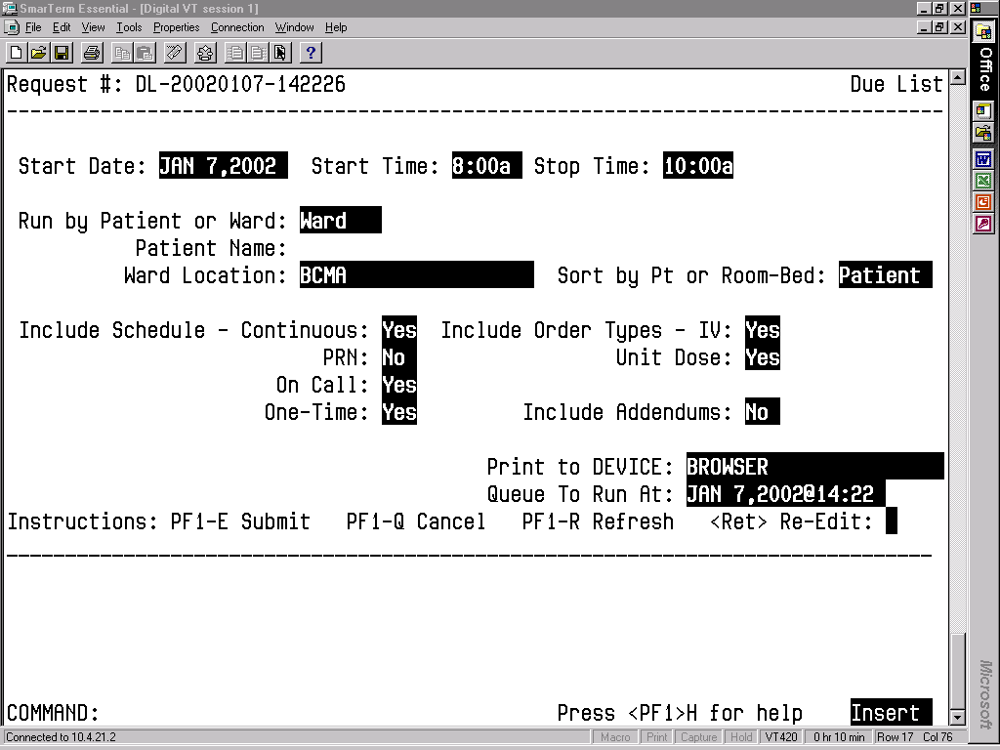 SmarTerm Essential - [Digital VT session 1]
File Edit View Tools Properties Connection Window Help
Request #: DL-20020107-142226 Due List
--------------------------------------------------------------------------------
Start Date: JAN 7,2002 Start Time: 8:00a Stop Time: 10:00a
Run by Patient or Ward: Ward
Patient Name:
Ward Location: BCMA Sort by Pt or Room-Bed: Patient
Include Schedule - Continuous: Yes Include Order Types - IV: Yes
PRN: No Unit Dose: Yes
On Call: Yes
One-Time: Yes Include Addendums: No
Print to DEVICE: BROWSER
Queue To Run At: JAN 7,2002@14:22
Instructions: PF1-E Submit PF1-Q Cancel PF1-R Refresh <Ret> Re-Edit:
_______________________________________________________________________________
COMMAND: Press <PF1>H for help Insert
Connected to 10.4.21.2 Macro Print Capture Hold VT420 0 hr 10 min Row 17 Col 76
Office
Microsoft